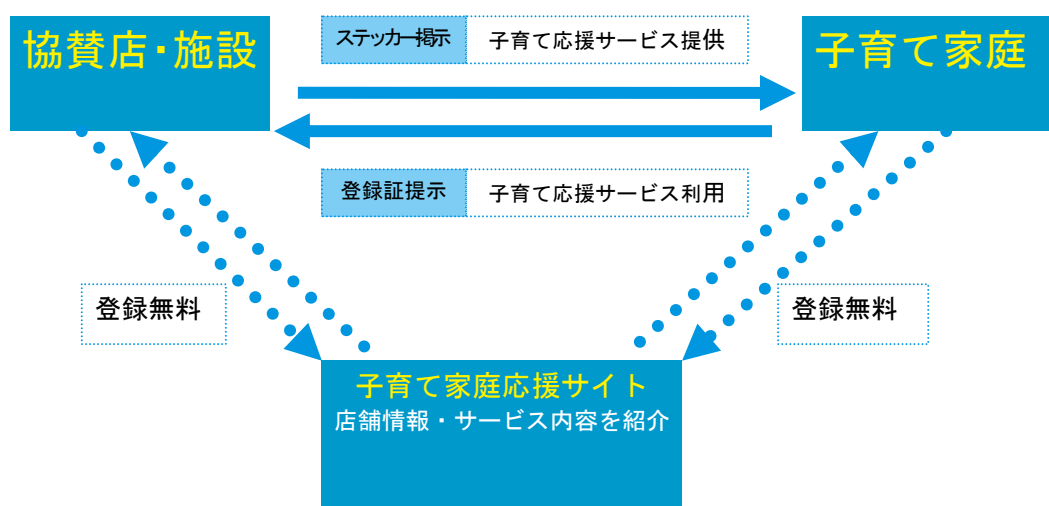 協賛店・施設
ステッカー掲示
子育て応援サービス提供
子育て家庭
登録証提示
子育て応援サービス利用
登録無料
登録無料
子育て家庭応援サイト
店舗情報・サービス内容を紹介